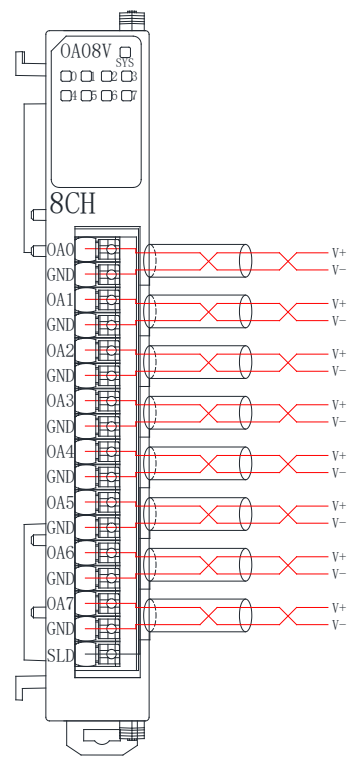 OA08V
SYS
0 1 2 3
4 5 6 7
8CH
OA0 V+
GND V-
OA1 V+
GND V-
OA2 V+
GND V-
OA3 V+
GND V-
OA4 V+
GND V-
OA5 V+
GND V-
OA6 V+
GND V-
OA7 V+
GND V-
SLD